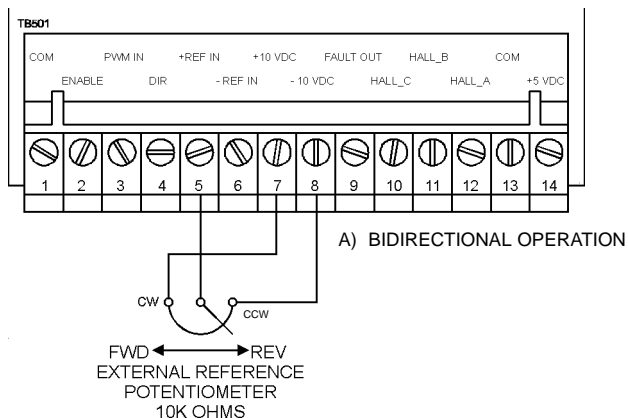 TB501
COM PWM IN +REF IN +10 VDC FAULT OUT HALL_B COM
ENABLE DIR - REF IN - 10 VDC HALL_C HALL_A +5 VDC
1 2 3 4 5 6 7 8 9 10 11 12 13 14
A) BIDIRECTIONAL OPERATION
CW CCW
FWD REV
EXTERNAL REFERENCE
POTENTIOMETER
10K OHMS